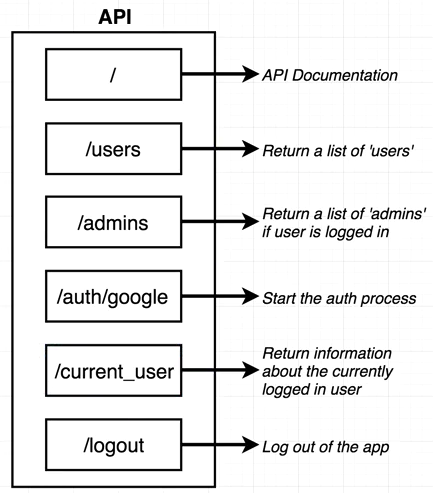 API
/
API Documentation
/users
Return a list of 'users'
/admins
Return a list of 'admins'
if user is logged in
/auth/google
Start the auth process
/current_user
Return information
about the currently
logged in user
/logout
Log out of the app